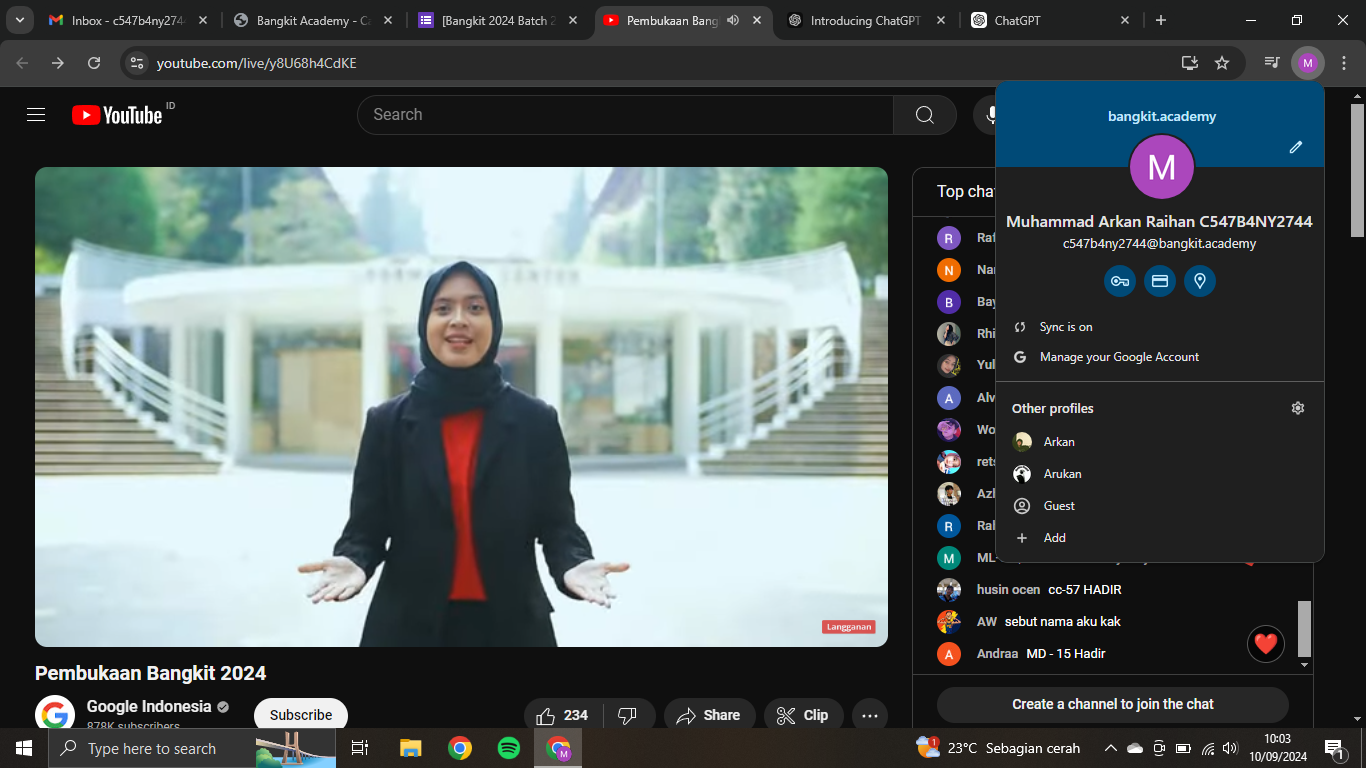 Inbox - c547b4ny274
Bangkit Academy - Ca
[Bangkit 2024 Batch 2
Pembukaan Bang
Introducing ChatGPT
ChatGPT
youtube.com/live/y8U68h4CdKE
M
YouTube ID
Search
bangkit.academy
M
Muhammad Arkan Raihan C547B4NY2744
c547b4ny2744@bangkit.academy
Sync is on
Manage your Google Account
Other profiles
Arkan
Arukan
Guest
Add
Top cha
R Raf
N Nar
B Bay
Rhi
Yul
A Alv
Wo
rets
Azl
R Ral
M ML-
husin ocen cc-57 HADIR
AW sebut nama aku kak
A Andraa MD - 15 Hadir
Create a channel to join the chat
Langganan
Pembukaan Bangkit 2024
Google Indonesia
878K subscribers
Subscribe
234
Share
Clip
Type here to search
23°C Sebagian cerah
10:03
10/09/2024
1